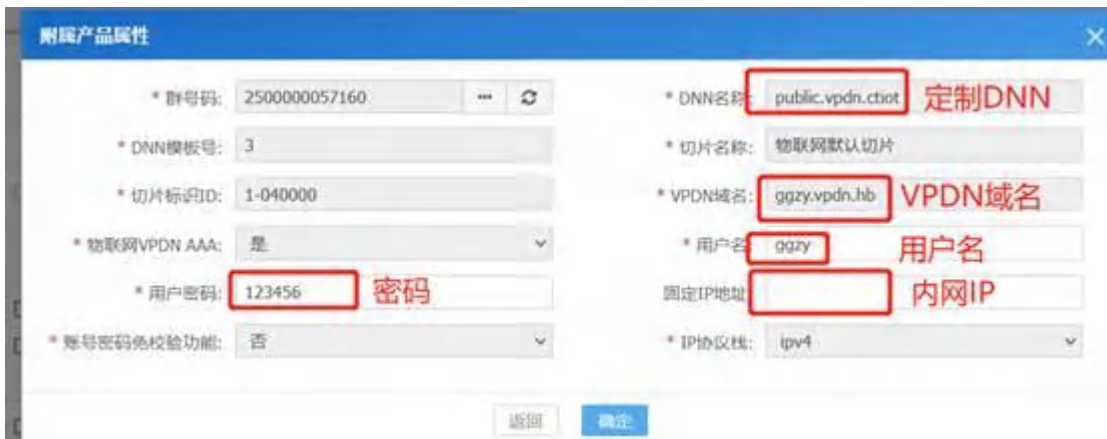 附属产品属性
* 群号码: 2500000057160 ··· * DNN名称: public.vpdn.ctiot 定制DNN
* DNN模板号: 3 * 切片名称: 物联网默认切片
* 切片标识ID: 1-040000 * VPDN域名: ggzy.vpdn.hb VPDN域名
* 物联网VPDN AAA: 是 * 用户名: ggzy 用户名
* 用户密码: 123456 密码 固定IP地址: 内网IP
* 账号密码免校验功能: 否 * IP协议栈: ipv4
返回 确定